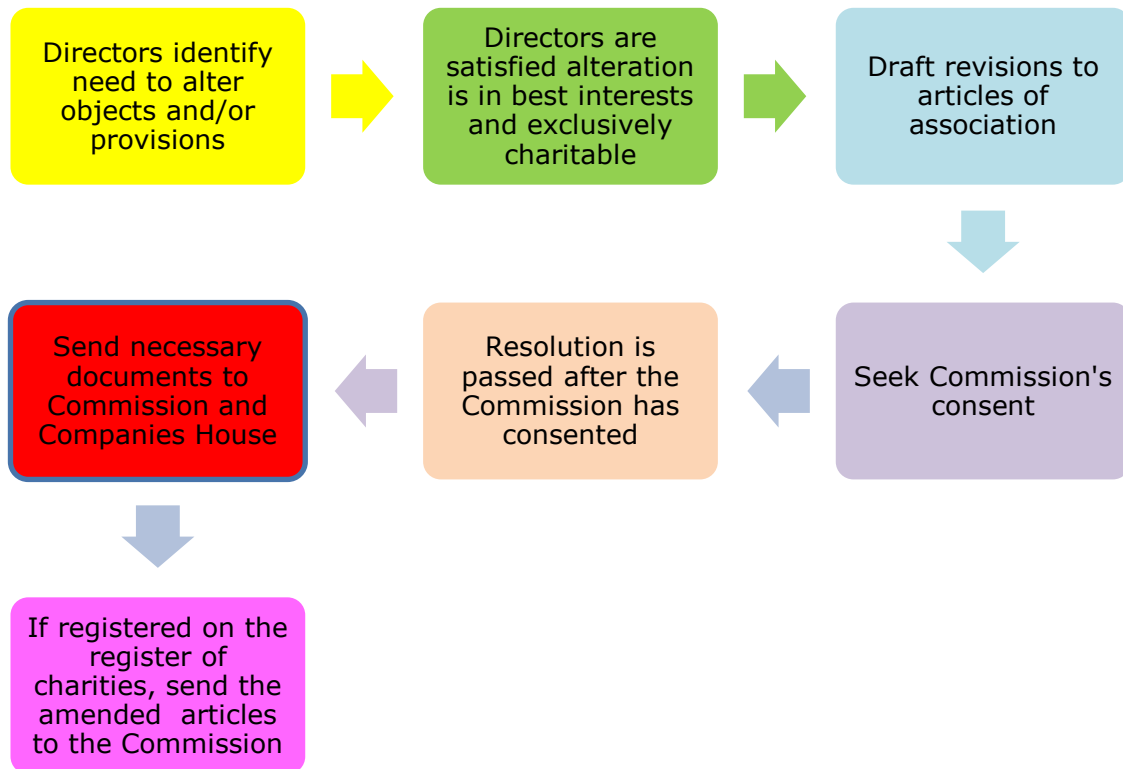 Directors identify
need to alter
objects and/or
provisions
Directors are
satisfied alteration
is in best interests
and exclusively
charitable
Draft revisions to
articles of
association
Seek Commission's
consent
Resolution is
passed after the
Commission has
consented
Send necessary
documents to
Commission and
Companies House
If registered on the
register of
charities, send the
amended articles
to the Commission